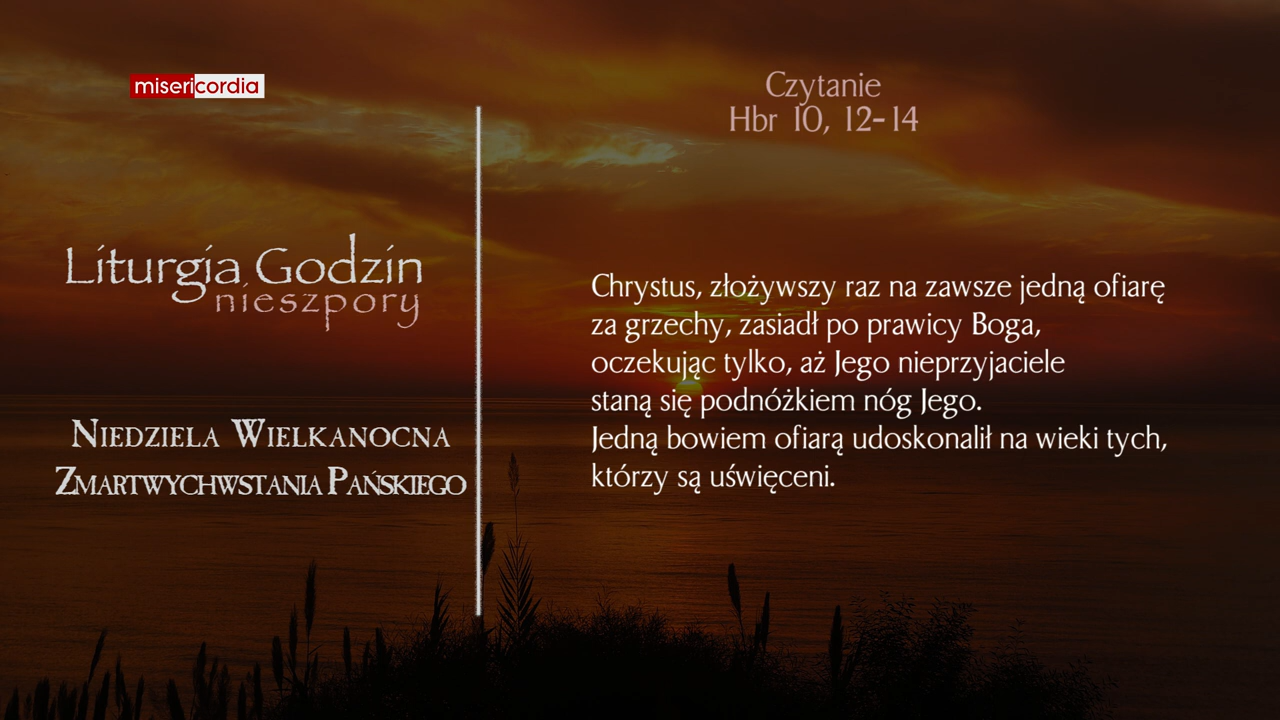 misericordia
Liturgia Godzin
nieszpory
Niedziela Wielkanocna
Zmartwychwstania Pańskiego
Czytanie
Hbr 10, 12-14
Chrystus, złożywszy raz na zawsze jedną ofiarę
za grzechy, zasiadł po prawicy Boga,
oczekując tylko, aż Jego nieprzyjaciele
staną się podnóżkiem nóg Jego.
Jedną bowiem ofiarą udoskonalił na wieki tych,
którzy są uświęceni.